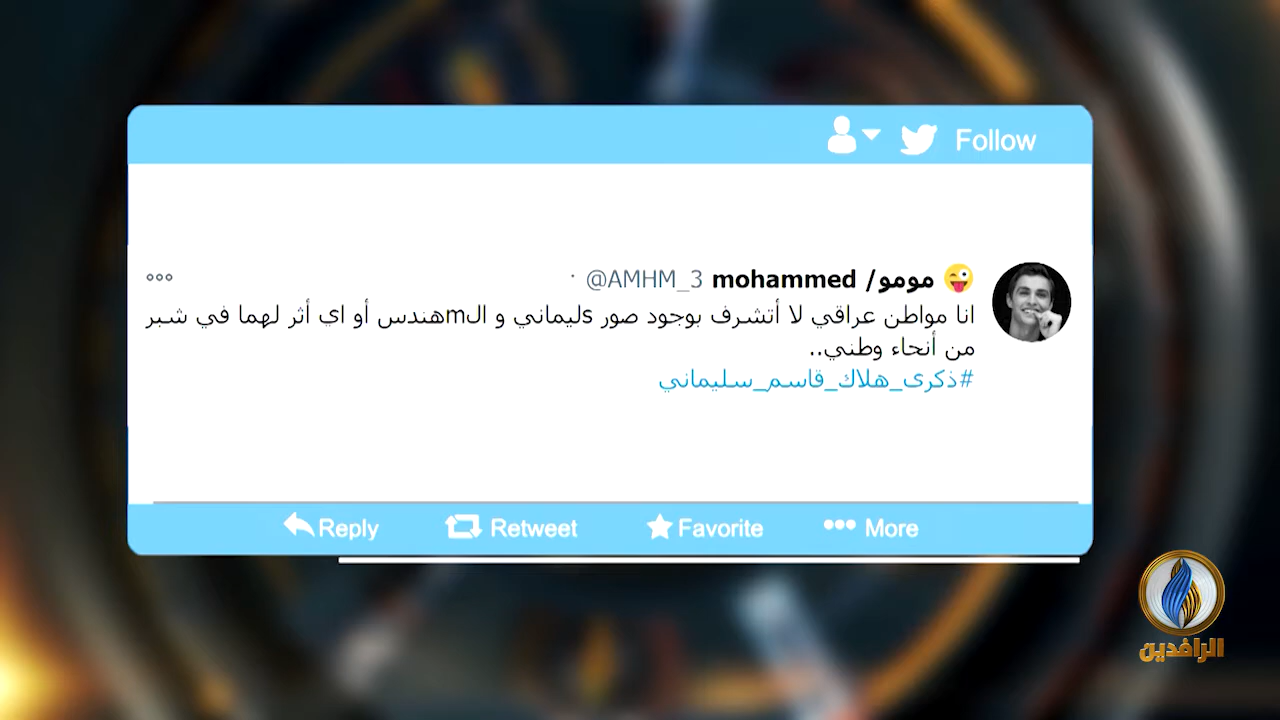 Follow
مومو/ mohammed @AMHM_3 ·
انا مواطن عراقي لا أتشرف بوجود صور sليماني و الـmهندس أو اي أثر لهما في شبر
من أنحاء وطني..
#ذكرى_هلاك_قاسم_سليماني
Reply Retweet Favorite More
الرافدين